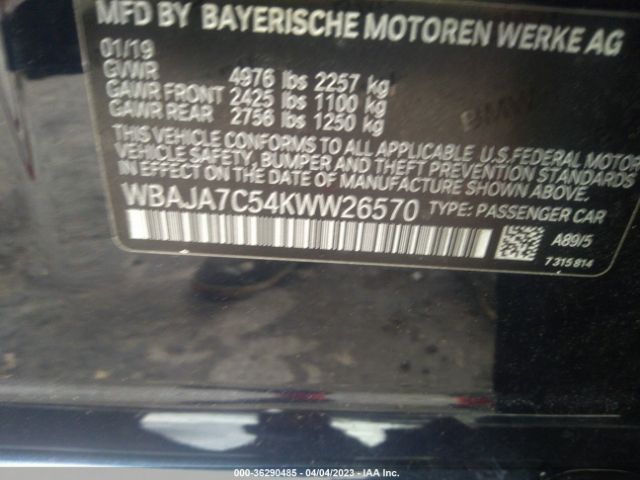 MFD BY BAYERISCHE MOTOREN WERKE AG
01/19
GVWR 4976 lbs 2257 kg
GAWR FRONT 2425 lbs 1100 kg
GAWR REAR 2756 lbs 1250 kg
BMW
THIS VEHICLE CONFORMS TO ALL APPLICABLE U.S.FEDERAL MOTOR
VEHICLE SAFETY, BUMPER AND THEFT PREVENTION STANDARDS
IN EFFECT ON THE DATE OF MANUFACTURE SHOWN ABOVE.
WBAJA7C54KWW26570 TYPE: PASSENGER CAR
A89/5
7 315 814
000-36290485 - 04/04/2023 - IAA Inc.